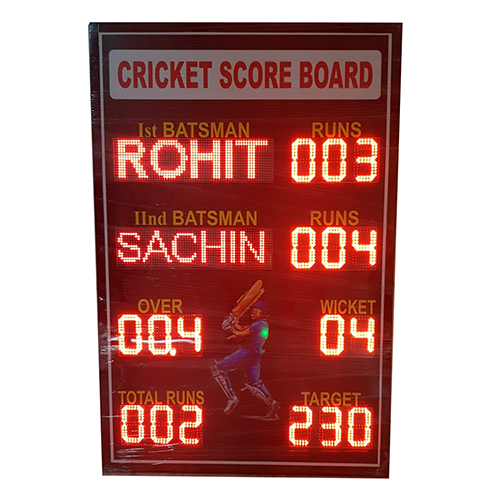 CRICKET SCORE BOARD
Ist BATSMAN RUNS
ROHIT 003
IInd BATSMAN RUNS
SACHIN 004
OVER WICKET
00.4 04
TOTAL RUNS TARGET
002 230